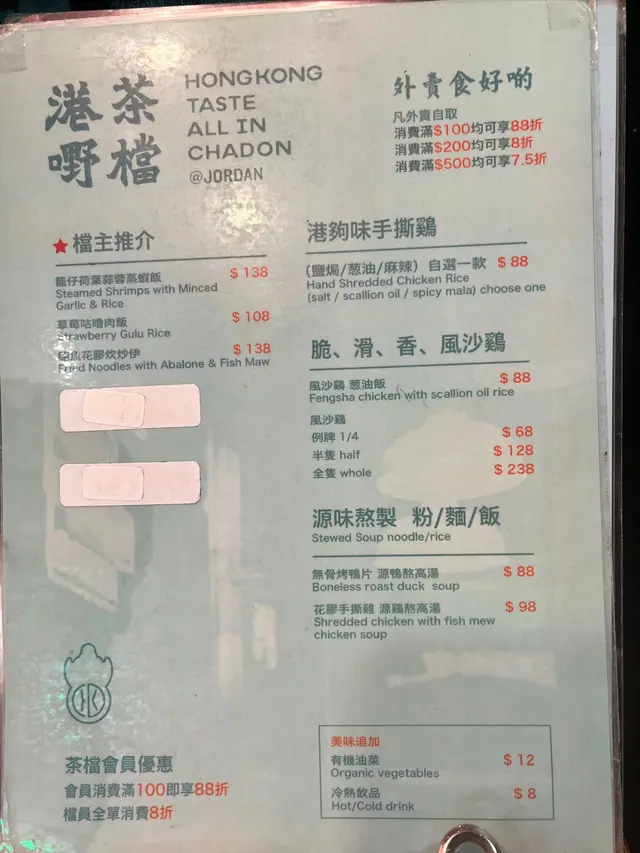 港茶
嘢檔
HONGKONG
TASTE
ALL IN
CHADON
@JORDAN
外賣食好啲
凡外賣自取
消費滿$100均可享88折
消費滿$200均可享8折
消費滿$500均可享7.5折
檔主推介
籠仔荷葉蒜蓉蒸蝦飯 $ 138
Steamed Shrimps with Minced
Garlic & Rice
草莓咕嚕肉飯 $ 108
Strawberry Gulu Rice
魚花膠炆炒伊 $ 138
Fried Noodles with Abalone & Fish Maw
港夠味手撕鷄
(鹽焗/葱油/麻辣) 自選一款 $ 88
Hand Shredded Chicken Rice
(salt / scallion oil / spicy mala) choose one
脆、滑、香、風沙鷄
風沙鷄 葱油飯 $ 88
Fengsha chicken with scallion oil rice
風沙鷄
例牌 1/4 $ 68
半隻 half $ 128
全隻 whole $ 238
源味熬製 粉/麵/飯
Stewed Soup noodle/rice
無骨烤鴨片 源鴨熬高湯 $ 88
Boneless roast duck soup
花膠手撕雞 源鷄熬高湯 $ 98
Shredded chicken with fish mew
chicken soup
茶檔會員優惠
會員消費滿100即享88折
檔員全單消費8折
美味追加
有機油菜 $ 12
Organic vegetables
冷熱飲品 $ 8
Hot/Cold drink